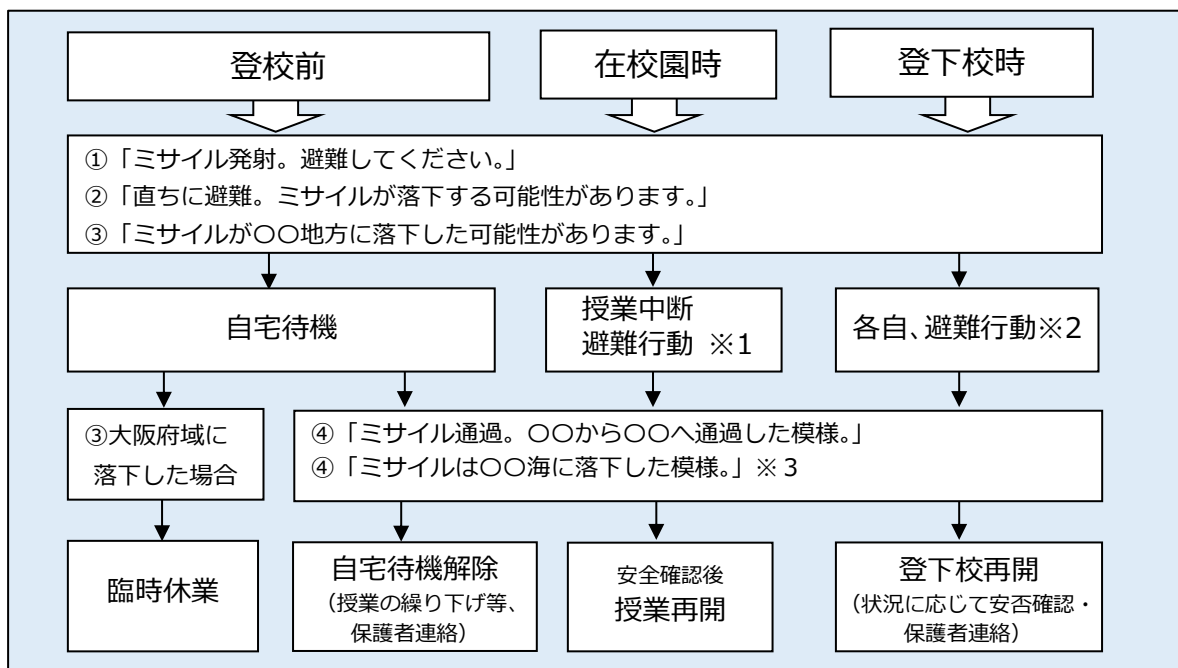 登校前
在校園時
登下校時
①「ミサイル発射。避難してください。」
②「直ちに避難。ミサイルが落下する可能性があります。」
③「ミサイルが〇〇地方に落下した可能性があります。」
自宅待機
授業中断
避難行動 ※1
各自、避難行動※2
③大阪府域に
落下した場合
④「ミサイル通過。〇〇から〇〇へ通過した模様。」
④「ミサイルは〇〇海に落下した模様。」※３
臨時休業
自宅待機解除
（授業の繰り下げ等、
保護者連絡）
安全確認後
授業再開
登下校再開
（状況に応じて安否確認・
保護者連絡）